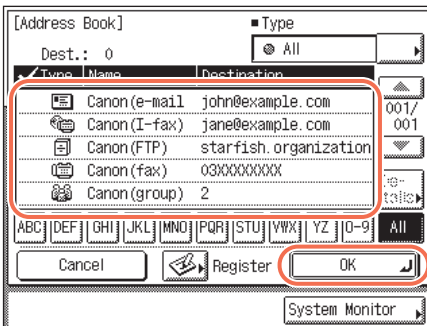 [Address Book] ■Type
Dest.: 0 All
✓Type Name Destination
Canon(e-mail john@example.com
Canon(I-fax) jane@example.com
Canon(FTP) starfish.organization
Canon(fax) 03XXXXXXXX
Canon(group) 2
001/
001
ABC DEF GHI JKL MNO PQR STU VWX YZ 0-9 All
Cancel Register OK
System Monitor